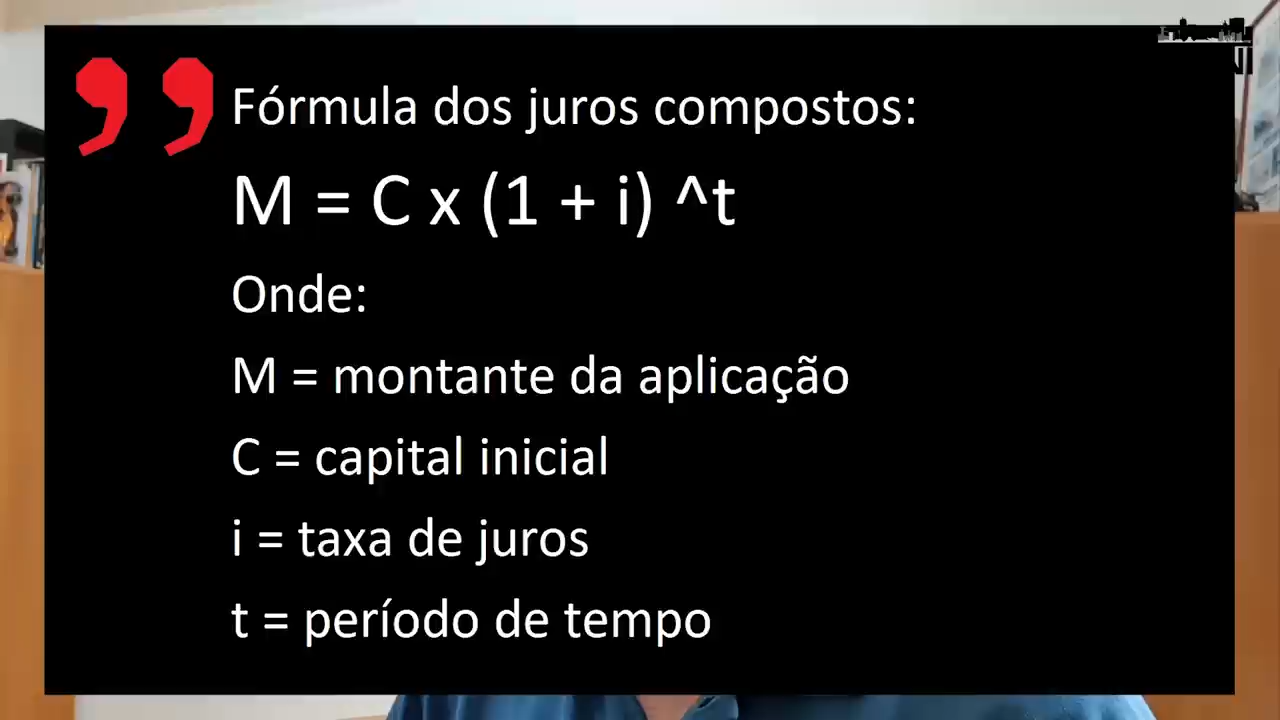 Fórmula dos juros compostos:
M = C x (1 + i) ^t
Onde:
M = montante da aplicação
C = capital inicial
i = taxa de juros
t = período de tempo